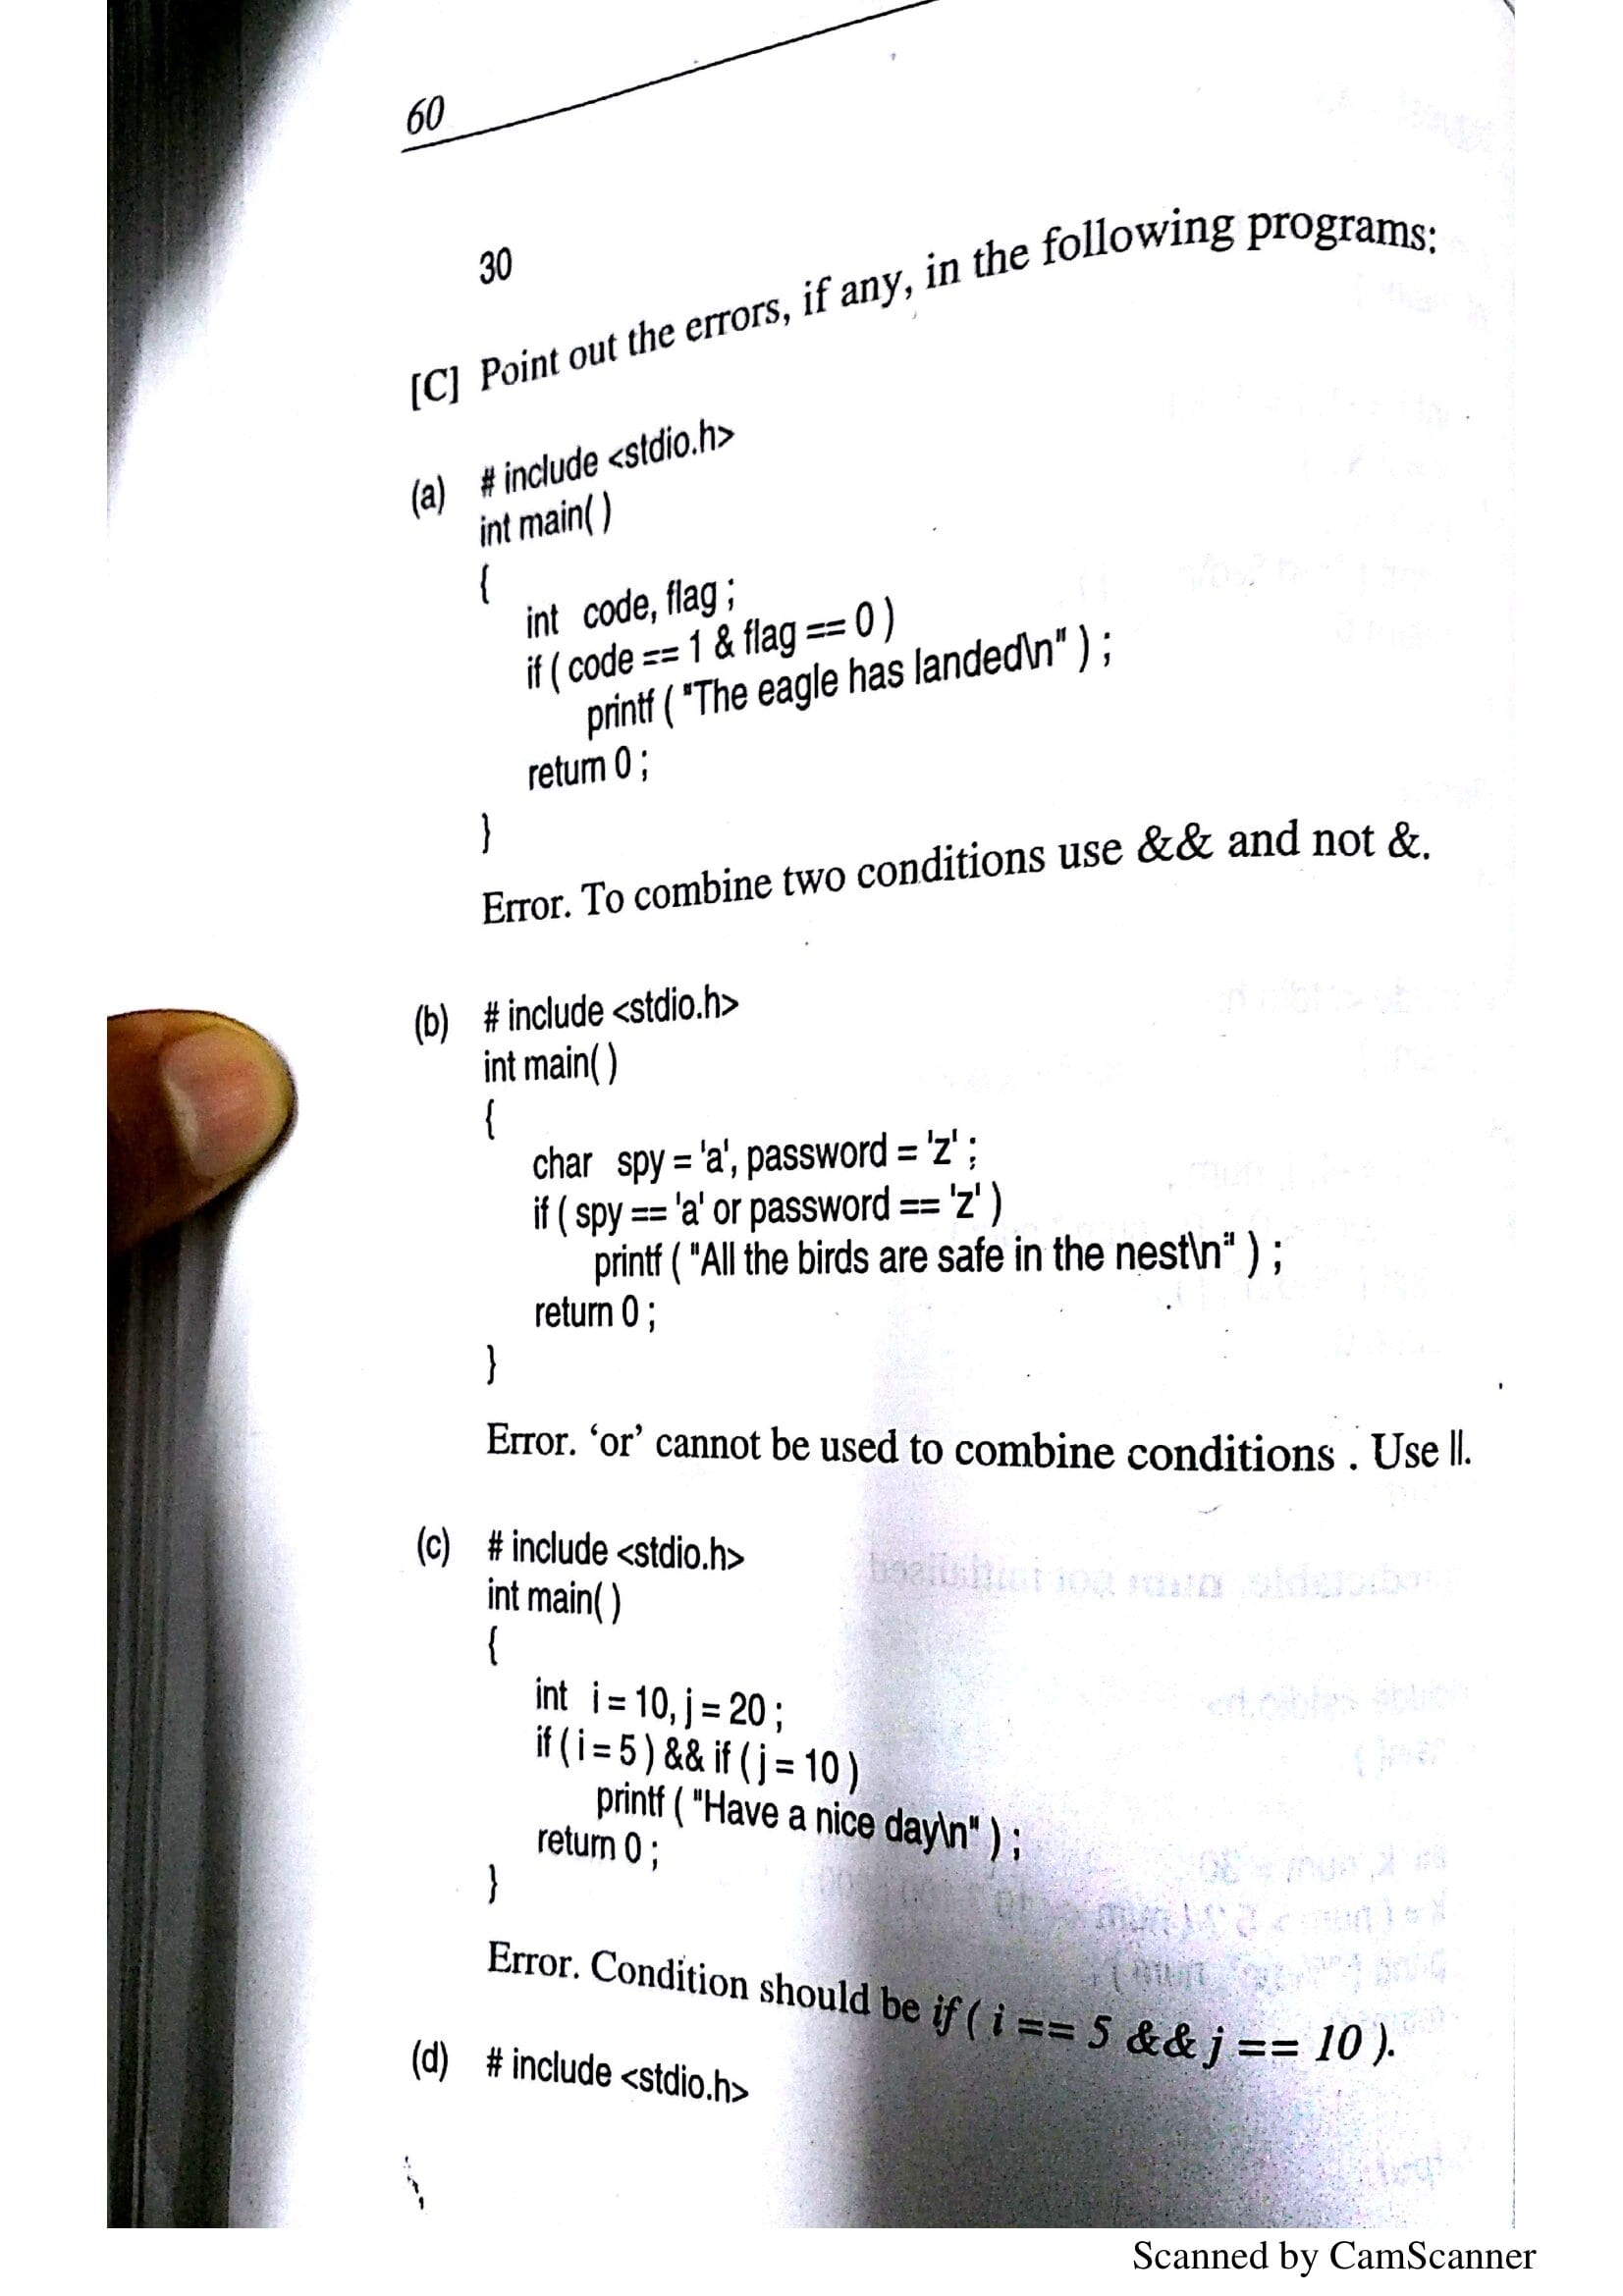 60
30
[C] Point out the errors, if any, in the following programs:
(a) # include <stdio.h>
int main( )
{
int code, flag ;
if ( code == 1 & flag == 0 )
printf ( "The eagle has landed\n" ) ;
return 0 ;
}
Error. To combine two conditions use && and not &.
(b) # include <stdio.h>
int main( )
{
char spy = 'a', password = 'z' ;
if ( spy == 'a' or password == 'z' )
printf ( "All the birds are safe in the nest\n" ) ;
return 0 ;
}
Error. ‘or’ cannot be used to combine conditions . Use ||.
(c) # include <stdio.h>
int main( )
{
int i = 10, j = 20 ;
if ( i = 5 ) && if ( j = 10 )
printf ( "Have a nice day\n" ) ;
return 0 ;
}
Error. Condition should be if ( i == 5 && j == 10 ).
(d) # include <stdio.h>
Scanned by CamScanner